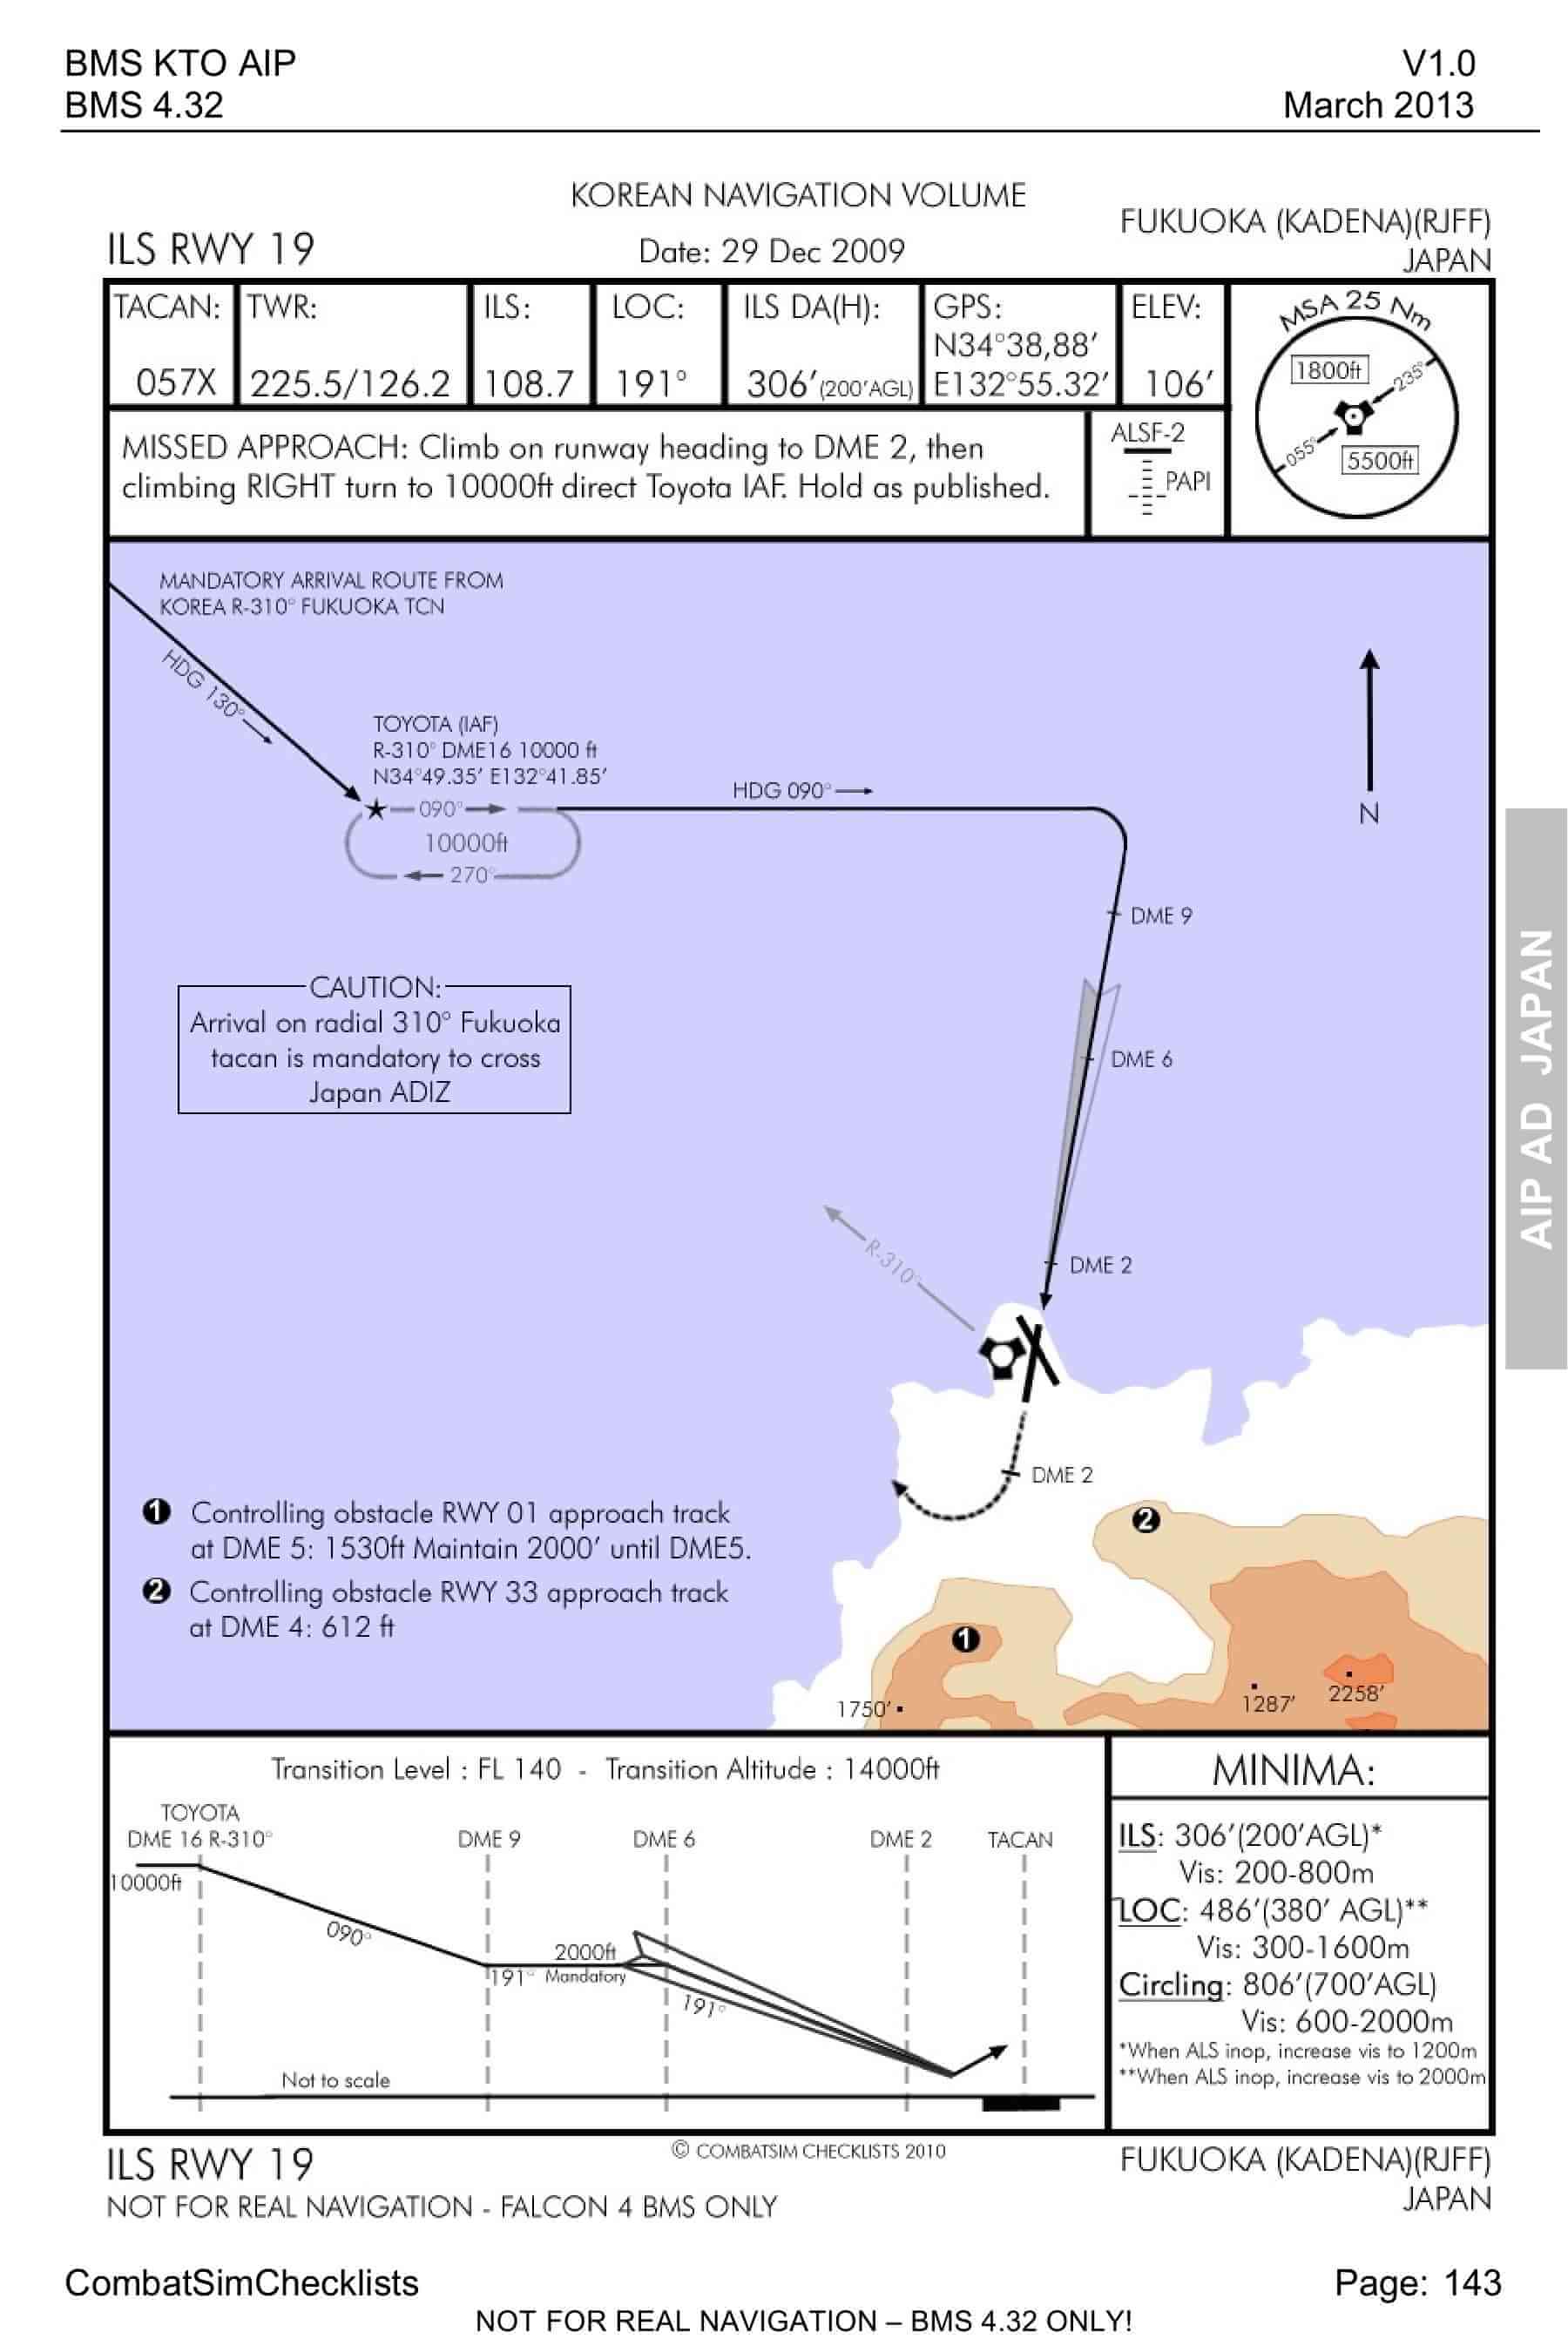 BMS KTO AIP
V1.0
BMS 4.32
March 2013
KOREAN NAVIGATION VOLUME
FUKUOKA (KADENA)(RJFF)
ILS RWY 19
Date: 29 Dec 2009
JAPAN
TACAN:
057X
TWR:
225.5/126.2
ILS:
108.7
LOC:
191°
ILS DA(H):
306'(200'AGL)
GPS:
N34°38,88'
E132°55.32'
ELEV:
106'
MSA 25 Nm
1800ft
235°
055°
5500ft
MISSED APPROACH: Climb on runway heading to DME 2, then
climbing RIGHT turn to 10000ft direct Toyota IAF. Hold as published.
ALSF-2
PAPI
MANDATORY ARRIVAL ROUTE FROM
KOREA R-310° FUKUOKA TCN
HDG 130°
TOYOTA (IAF)
R-310° DME16 10000 ft
N34°49.35' E132°41.85'
090°
10000ft
270°
HDG 090°
N
DME 9
CAUTION:
Arrival on radial 310° Fukuoka
tacan is mandatory to cross
Japan ADIZ
DME 6
R-310°
DME 2
DME 2
1 Controlling obstacle RWY 01 approach track
at DME 5: 1530ft Maintain 2000' until DME5.
2 Controlling obstacle RWY 33 approach track
at DME 4: 612 ft
2
1
1750'
1287'
2258'
AIP AD JAPAN
Transition Level : FL 140 - Transition Altitude : 14000ft
TOYOTA
DME 16 R-310°
DME 9
DME 6
DME 2
TACAN
10000ft
090°
2000ft
191° Mandatory
191°
Not to scale
MINIMA:
ILS: 306'(200'AGL)*
Vis: 200-800m
LOC: 486'(380' AGL)**
Vis: 300-1600m
Circling: 806'(700'AGL)
Vis: 600-2000m
*When ALS inop, increase vis to 1200m
**When ALS inop, increase vis to 2000m
ILS RWY 19
© COMBATSIM CHECKLISTS 2010
FUKUOKA (KADENA)(RJFF)
NOT FOR REAL NAVIGATION - FALCON 4 BMS ONLY
JAPAN
CombatSimChecklists
Page: 143
NOT FOR REAL NAVIGATION – BMS 4.32 ONLY!